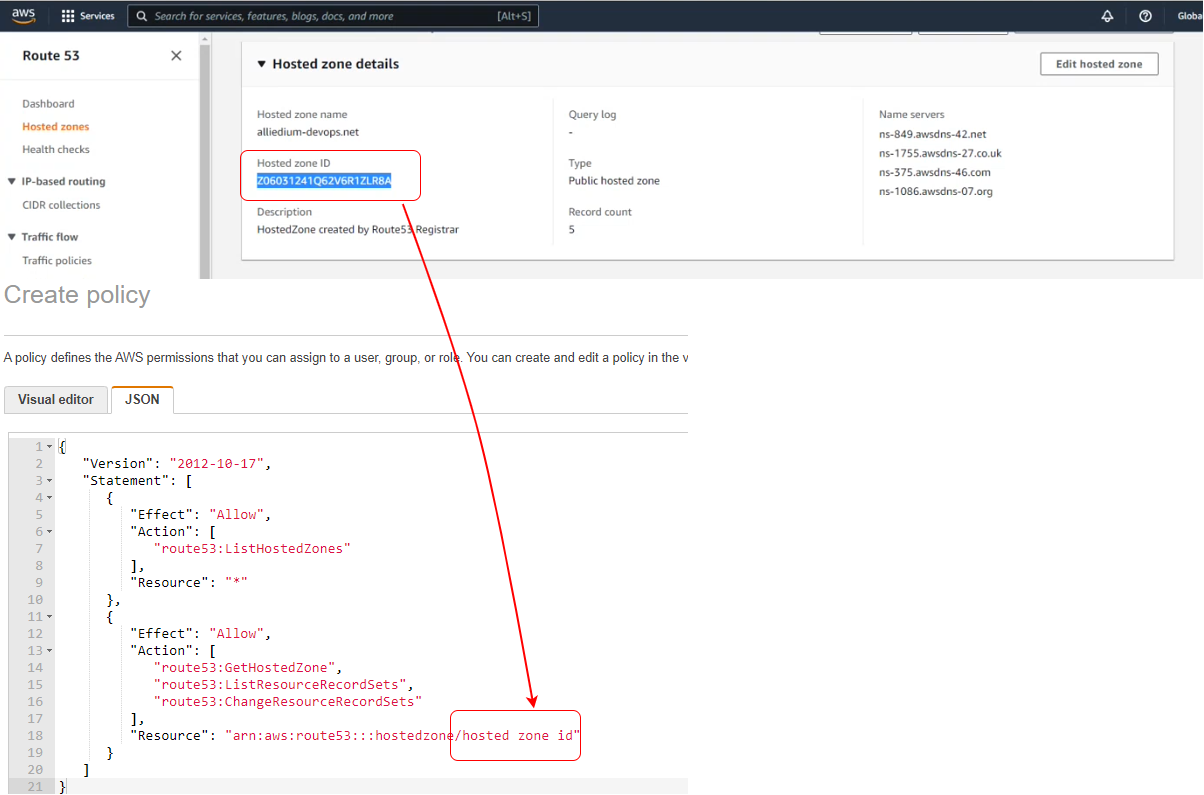 aws Services Search for services, features, blogs, docs, and more [Alt+S] Globa
Route 53
Dashboard
Hosted zones
Health checks
IP-based routing
CIDR collections
Traffic flow
Traffic policies
Hosted zone details
Edit hosted zone
Hosted zone name
alliedium-devops.net
Hosted zone ID
Z06031241Q62V6R1ZLR8A
Description
HostedZone created by Route53 Registrar
Query log
-
Type
Public hosted zone
Record count
5
Name servers
ns-849.awsdns-42.net
ns-1755.awsdns-27.co.uk
ns-375.awsdns-46.com
ns-1086.awsdns-07.org
Create policy
A policy defines the AWS permissions that you can assign to a user, group, or role. You can create and edit a policy in the v
Visual editor JSON
1 {
2 "Version": "2012-10-17",
3 "Statement": [
4 {
5 "Effect": "Allow",
6 "Action": [
7 "route53:ListHostedZones"
8 ],
9 "Resource": "*"
10 },
11 {
12 "Effect": "Allow",
13 "Action": [
14 "route53:GetHostedZone",
15 "route53:ListResourceRecordSets",
16 "route53:ChangeResourceRecordSets"
17 ],
18 "Resource": "arn:aws:route53:::hostedzone/hosted zone id"
19 }
20 ]
21 }